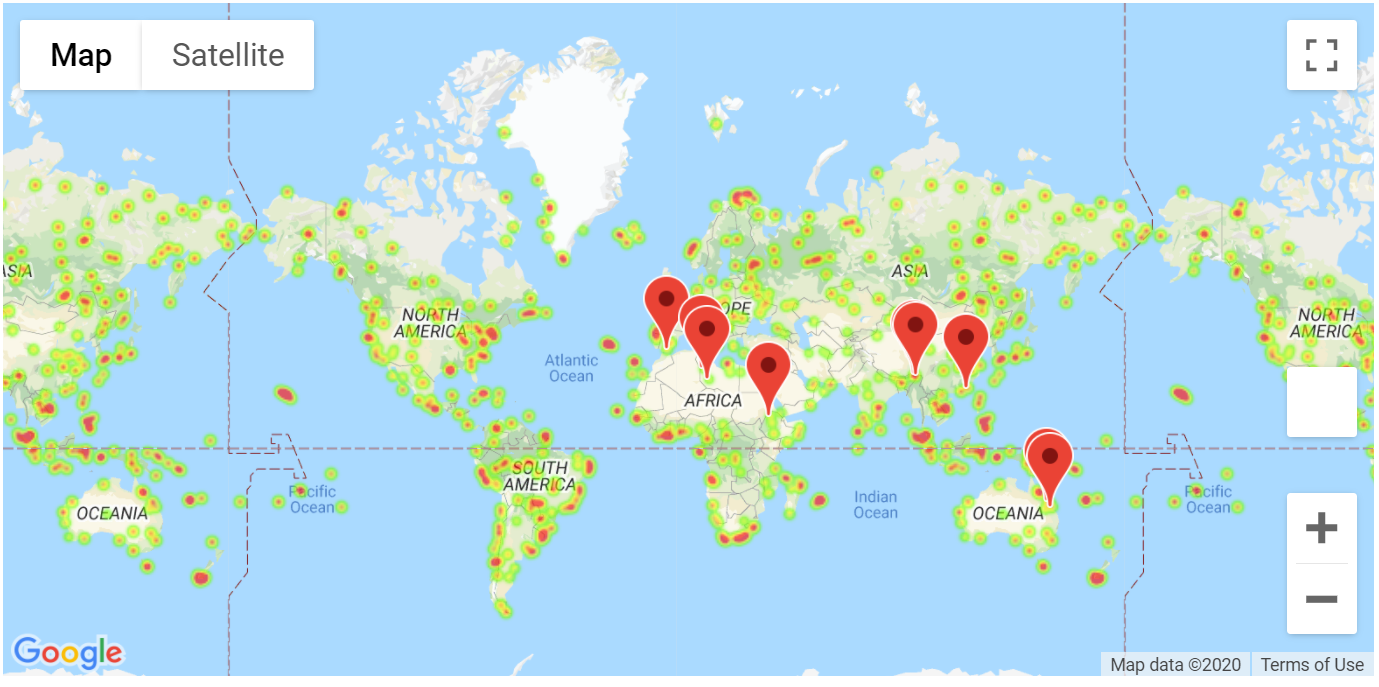 Map
Satellite
ASIA
NORTH
AMERICA
Atlantic
Ocean
OPE
AFRICA
ASIA
NORTH
AMERICA
SOUTH
AMERICA
OCEANIA
Pacific
Ocean
Indian
Ocean
OCEANIA
Pacific
Ocean
Google
Map data ©2020
Terms of Use